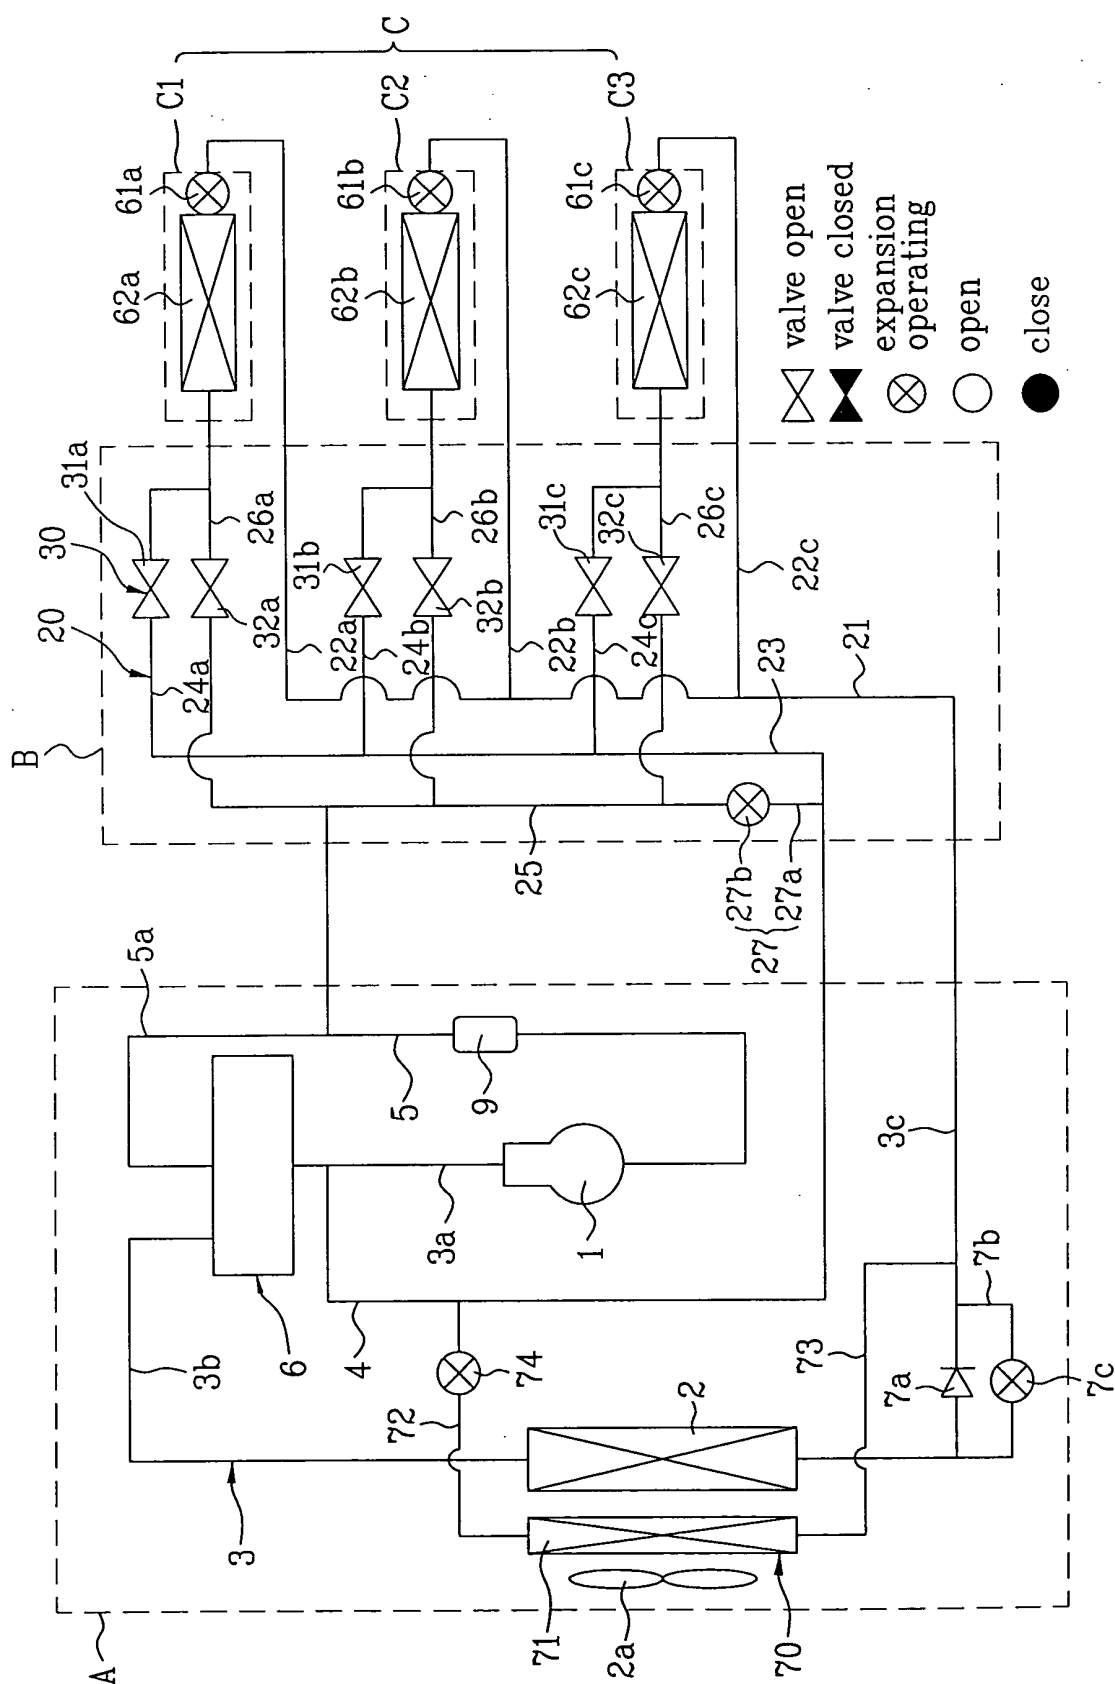 A
3
3b
6
4
3a
1
5a
5
9
2
2a
70
71
72
73
74
7a
7b
7c
3c
B
20
30
31a
24a
32a
26a
22a
31b
24b
32b
26b
22b
31c
24c
32c
26c
22c
21
23
25
27b
27
27a
C
C1
61a
62a
C2
61b
62b
C3
61c
62c
valve open
valve closed
expansion
operating
open
close